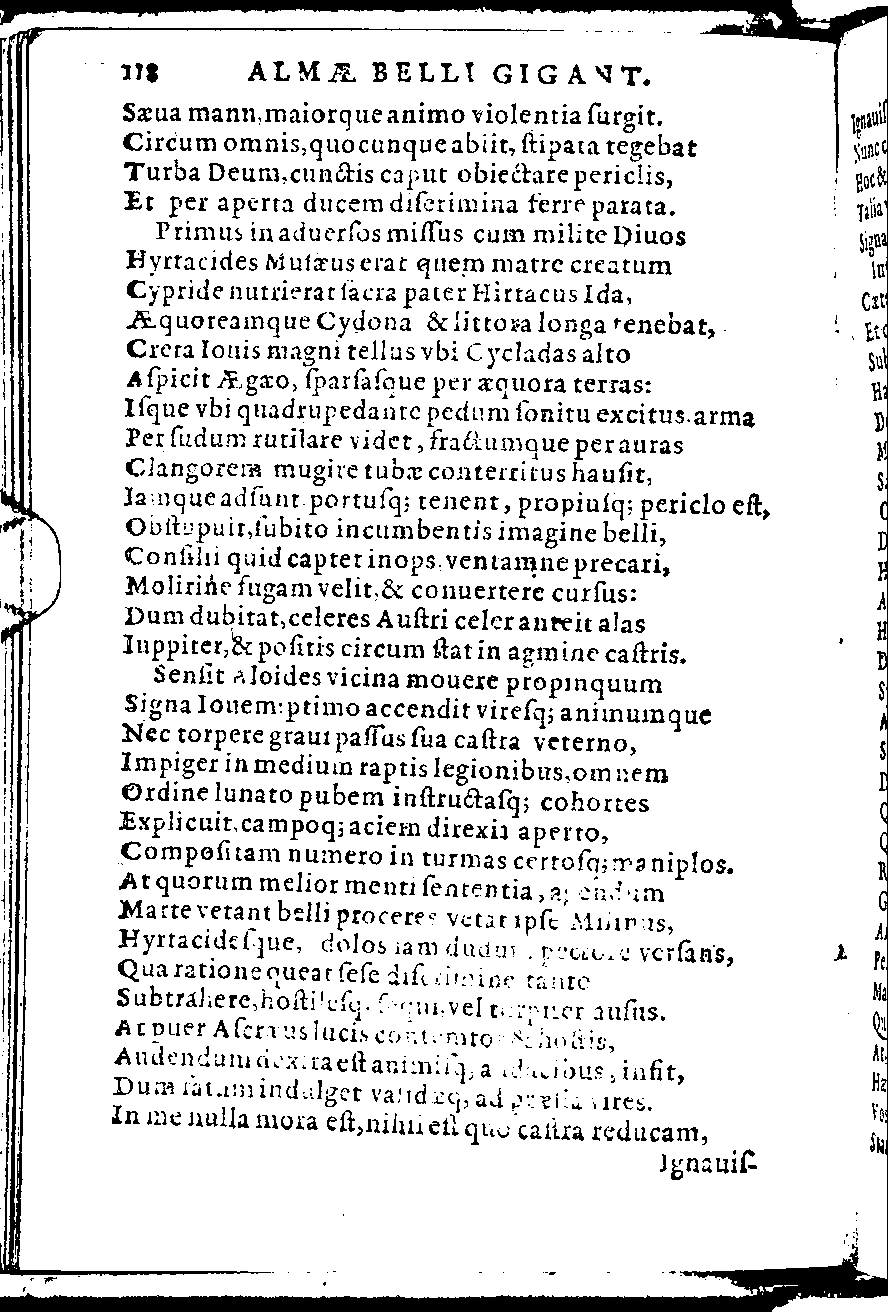 118 ALMÆ BELLI GIGANT.
Sæua manu, maiorque animo violentia ſurgit.
Circum omnis, quocunque abiit, ſtipata tegebat
Turba Deum, cunctis caput obiectare periclis,
Et per aperta ducem diſcrimina ferre parata.
Primus in aduerſos miſſus cum milite Diuos
Hyrtacides Muſæus erat quem matre creatum
Cypride nutrierat ſacra pater Hirtacus Ida,
Æquoreamque Cydona & littora longa tenebat,
Creta Iouis magni tellus vbi Cycladas alto
Aſpicit Ægæo, ſparſaſque per æquora terras:
Iſque vbi quadrupedante pedum ſonitu excitus. arma
Per ſudum rutilare videt, fractumque per auras
Clangorem mugire tubæ conterritus hauſit,
Iamque adſunt portuſq; tenent, propiuſq; periclo eſt,
Obſtupuit, ſubito incumbentis imagine belli,
Conſilii quid captet inops. ventamne precari,
Molirine fugam velit, & conuertere curſus:
Dum dubitat, celeres Auſtri celer anteit alas
Iuppiter, & poſitis circum ſtat in agmine caſtris.
Senſit Aloides vicina mouere propinquum
Signa Iouem: primo accendit vireſq; animumque
Nec torpere graui paſſus ſua caſtra veterno,
Impiger in medium raptis legionibus, omnem
Ordine lunato pubem inſtructaſq; cohortes
Explicuit, campoq; aciem direxit aperto,
Compoſitam numero in turmas certoſq; maniplos.
At quorum melior menti ſententia, agendum
Marte vetant belli proceres vetat ipſe Mimus,
Hyrtacideſque, dolos iam dudum pectore verſans,
Qua ratione queat ſeſe diſcrimine tanto
Subtrahere, hoſtileſq. ſequi, vel turpiter auſus.
At puer Aſcræus lucis contemtor & hoſtis,
Audendum dextra eſt animiſq, audacibus, infit,
Dum fatum indulget validæq, ad prælia vires.
In me nulla mora eſt, nihil eſt quo caſtra reducam,
Ignauiſ-